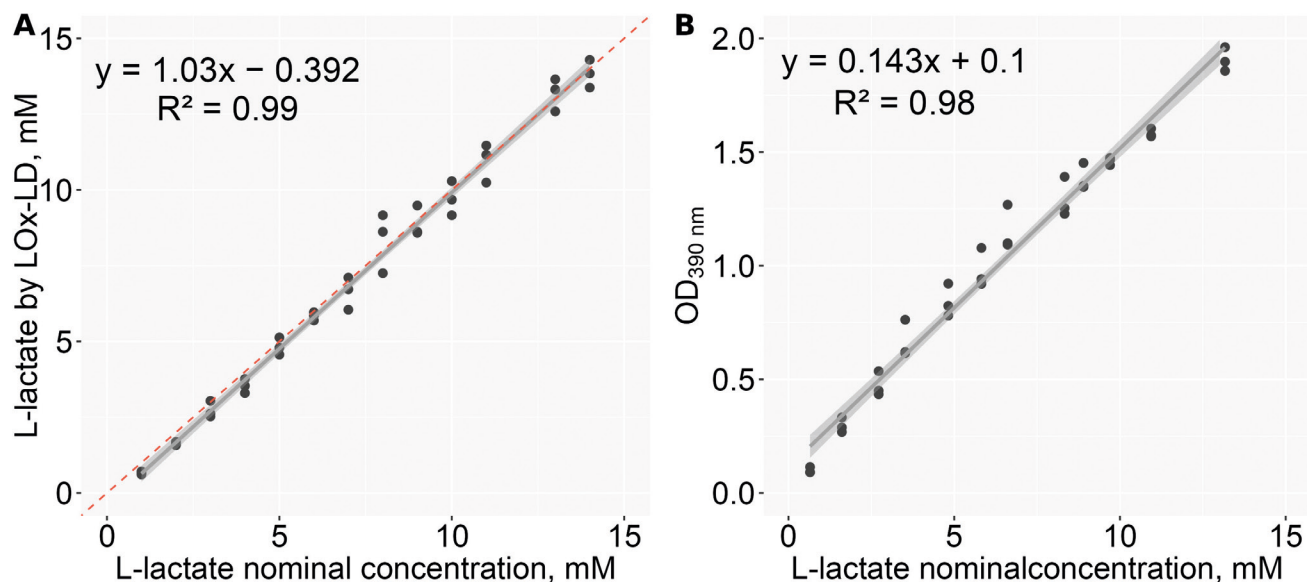 A
y = 1.03x − 0.392
R² = 0.99
L-lactate by LOx-LD, mM
15
10
5
0
0 5 10 15
L-lactate nominal concentration, mM
B
y = 0.143x + 0.1
R² = 0.98
OD390 nm
2.0
1.5
1.0
0.5
0.0
0 5 10 15
L-lactate nominalconcentration, mM